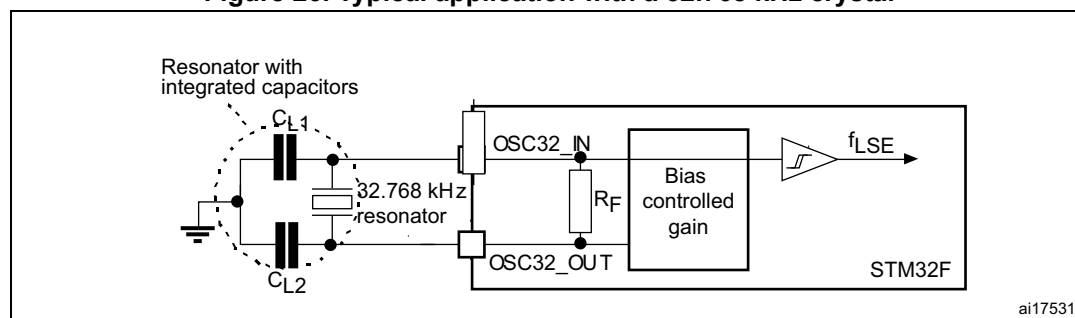 Resonator with
integrated capacitors
CL1
OSC32_IN
fLSE
32.768 kHz
resonator
RF
Bias
controlled
gain
OSC32_OUT
STM32F
CL2
ai17531